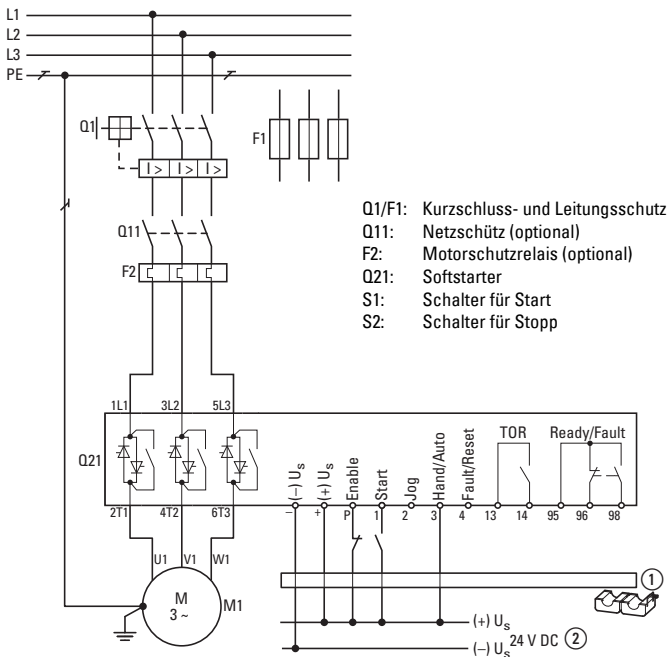 L1
L2
L3
PE
Q1
I > I > I >
F1
Q11
F2
Q1/F1: Kurzschluss- und Leitungsschutz
Q11: Netzschütz (optional)
F2: Motorschutzrelais (optional)
Q21: Softstarter
S1: Schalter für Start
S2: Schalter für Stopp
1L1 3L2 5L3
Q21
(–) Us
(+) Us
Enable
Start
Jog
Hand/Auto
Fault/Reset
TOR
Ready/Fault
2T1 4T2 6T3
– + P 1 2 3 4 13 14 95 96 98
U1 V1 W1
M
3 ~
M1
1
(+) Us
24 V DC 2
(–) Us